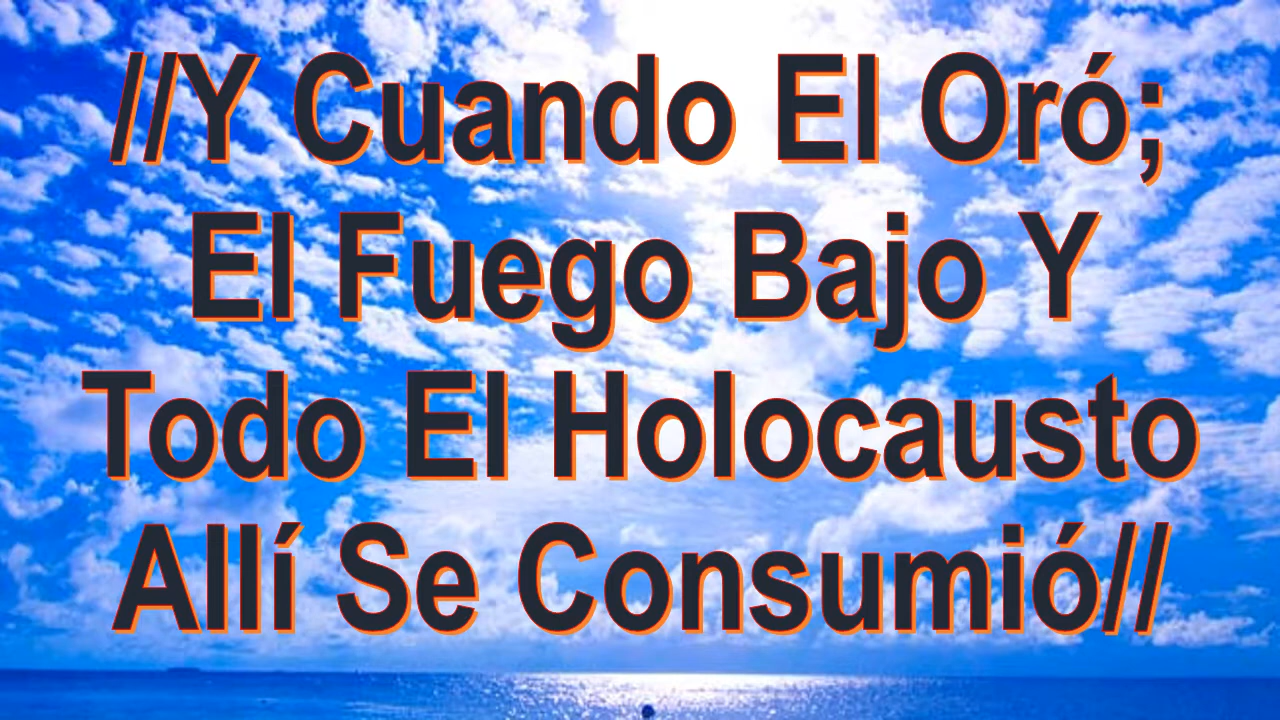 //Y Cuando El Oró;
El Fuego Bajo Y
Todo El Holocausto
Allí Se Consumió//